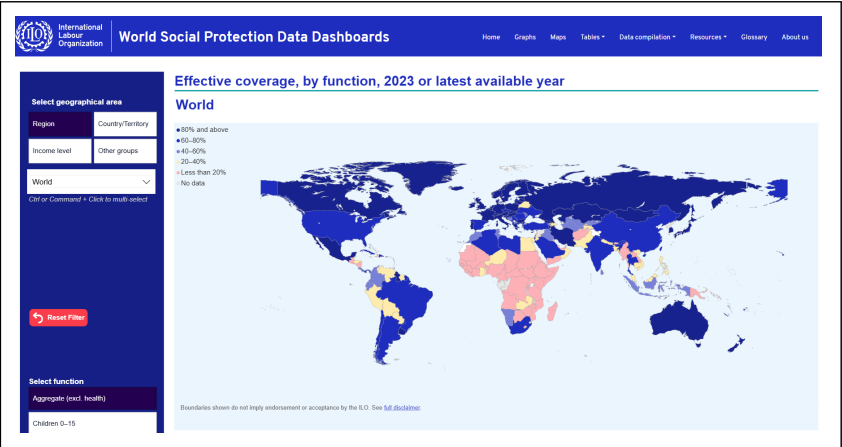 International
Labour
Organization
World Social Protection Data Dashboards
Home Graphs Maps Tables Data compilation Resources Glossary About us
Select geographical area
Region Country/Territory
Income level Other groups
World
Ctrl or Command + Click to multi-select
Reset Filter
Select function
Aggregate (excl. health)
Children 0–15
Effective coverage, by function, 2023 or latest available year
World
80% and above
60–80%
40–60%
20–40%
Less than 20%
No data
Boundaries shown do not imply endorsement or acceptance by the ILO. See full disclaimer.